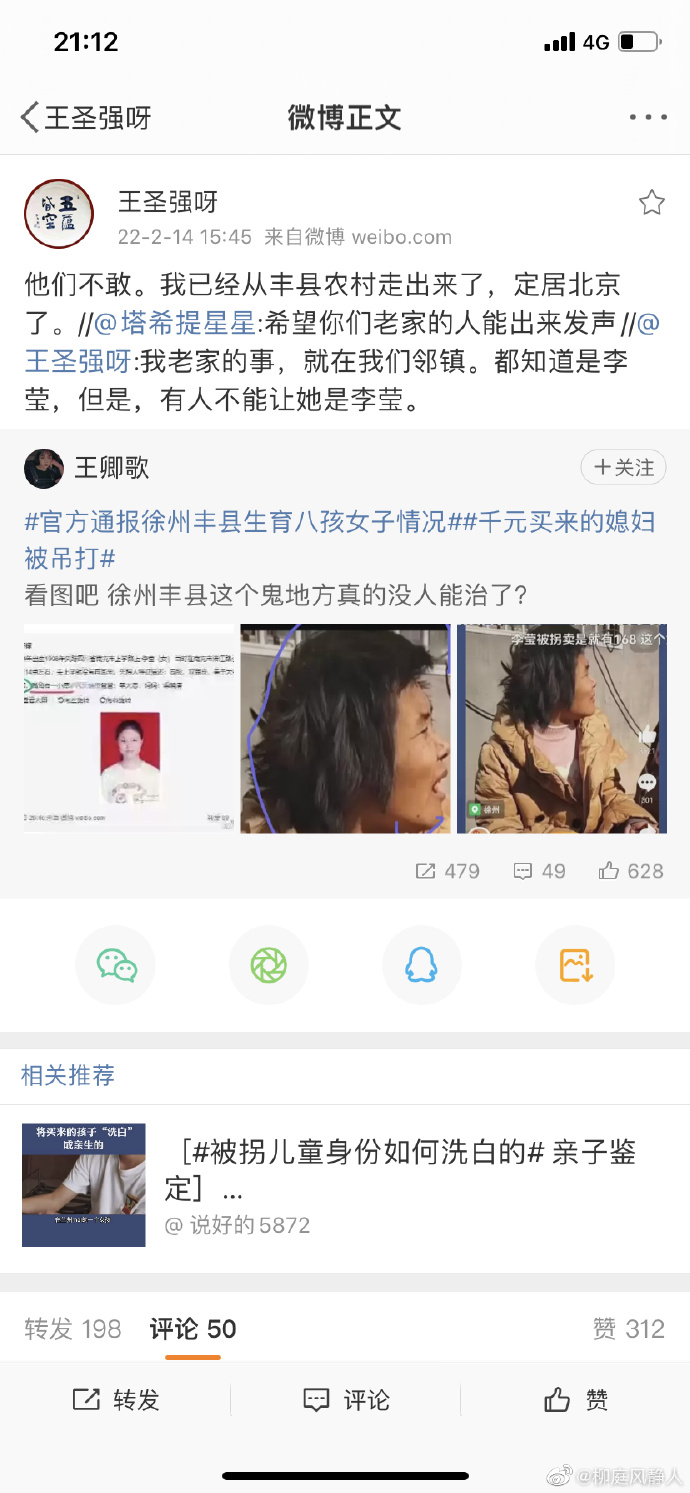 21:12
4G
王圣强呀
微博正文
王圣强呀
22-2-14 15:45 来自微博 weibo.com
他们不敢。我已经从丰县农村走出来了，定居北京
了。//@塔希提星星:希望你们老家的人能出来发声//@
王圣强呀:我老家的事，就在我们邻镇。都知道是李
莹，但是，有人不能让她是李莹。
王卿歌
+关注
#官方通报徐州丰县生育八孩女子情况##千元买来的媳妇
被吊打#
看图吧 徐州丰县这个鬼地方真的没人能治了？
李莹被拐卖是就有168 这个
801
徐州
479
49
628
相关推荐
将买来的孩子“洗白”
成亲生的
［#被拐儿童身份如何洗白的# 亲子鉴
定］ ...
@ 说好的5872
转发 198
评论 50
赞 312
转发
评论
赞
@柳庭风静人